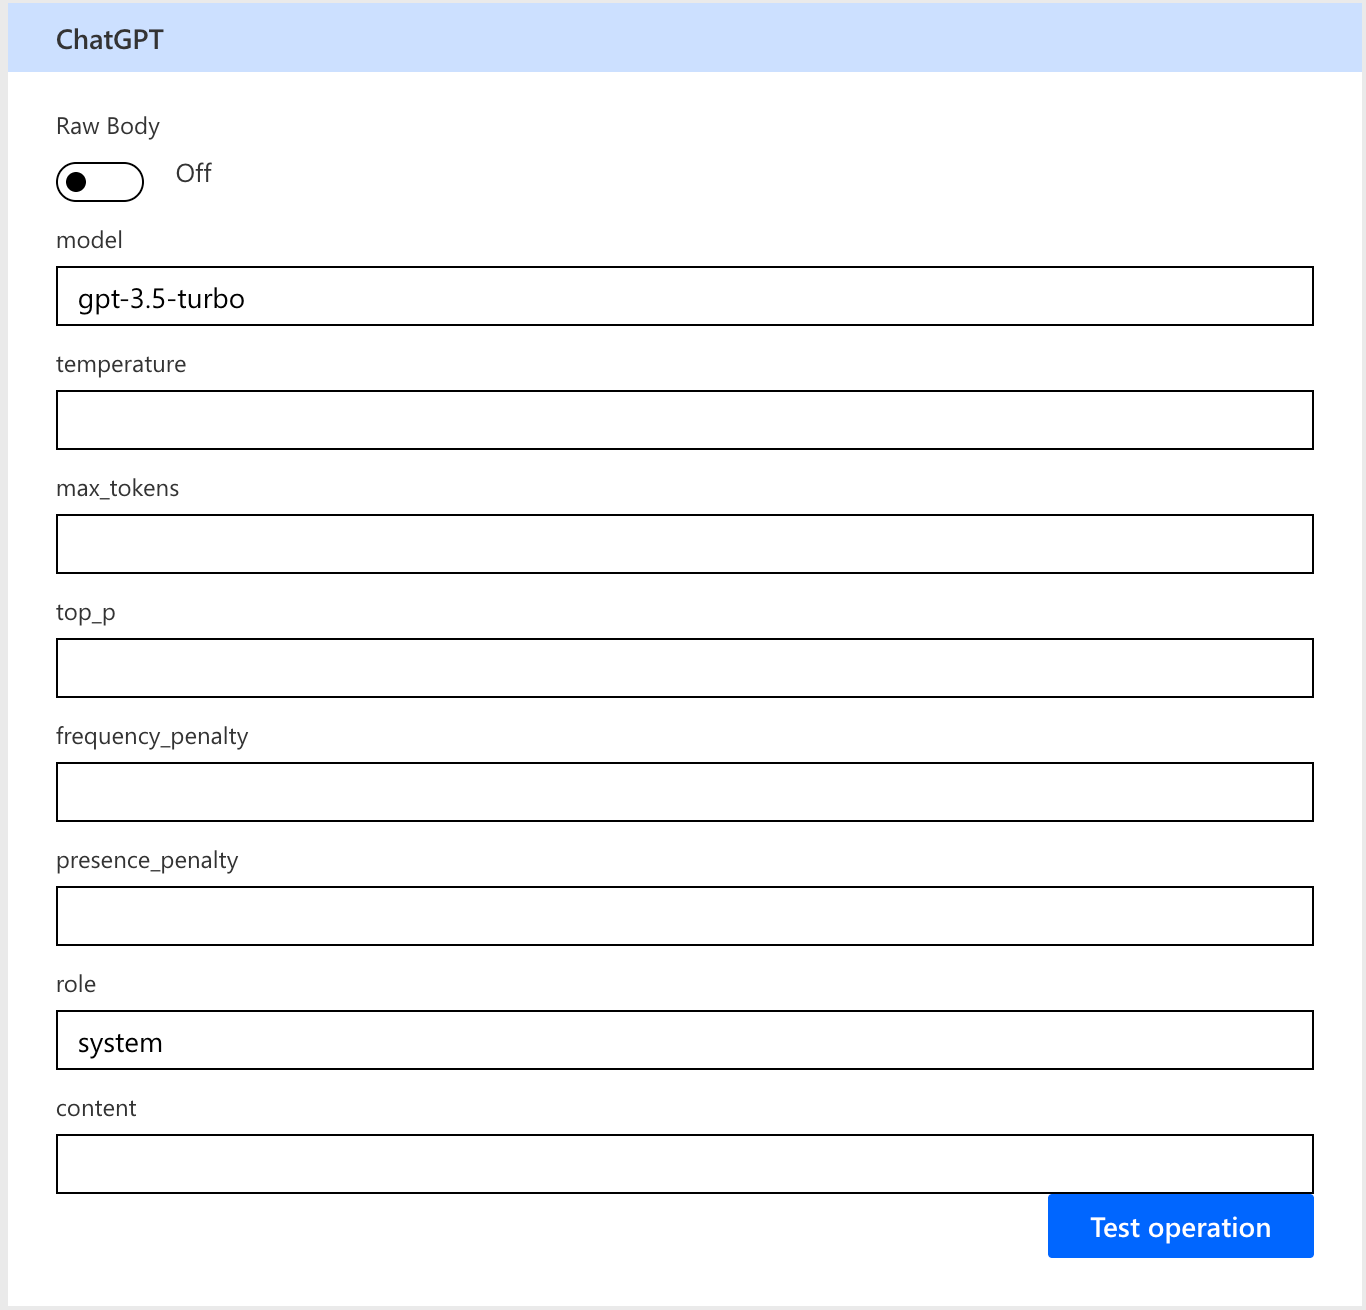 ChatGPT
Raw Body
Off
model
gpt-3.5-turbo
temperature
max_tokens
top_p
frequency_penalty
presence_penalty
role
system
content
Test operation